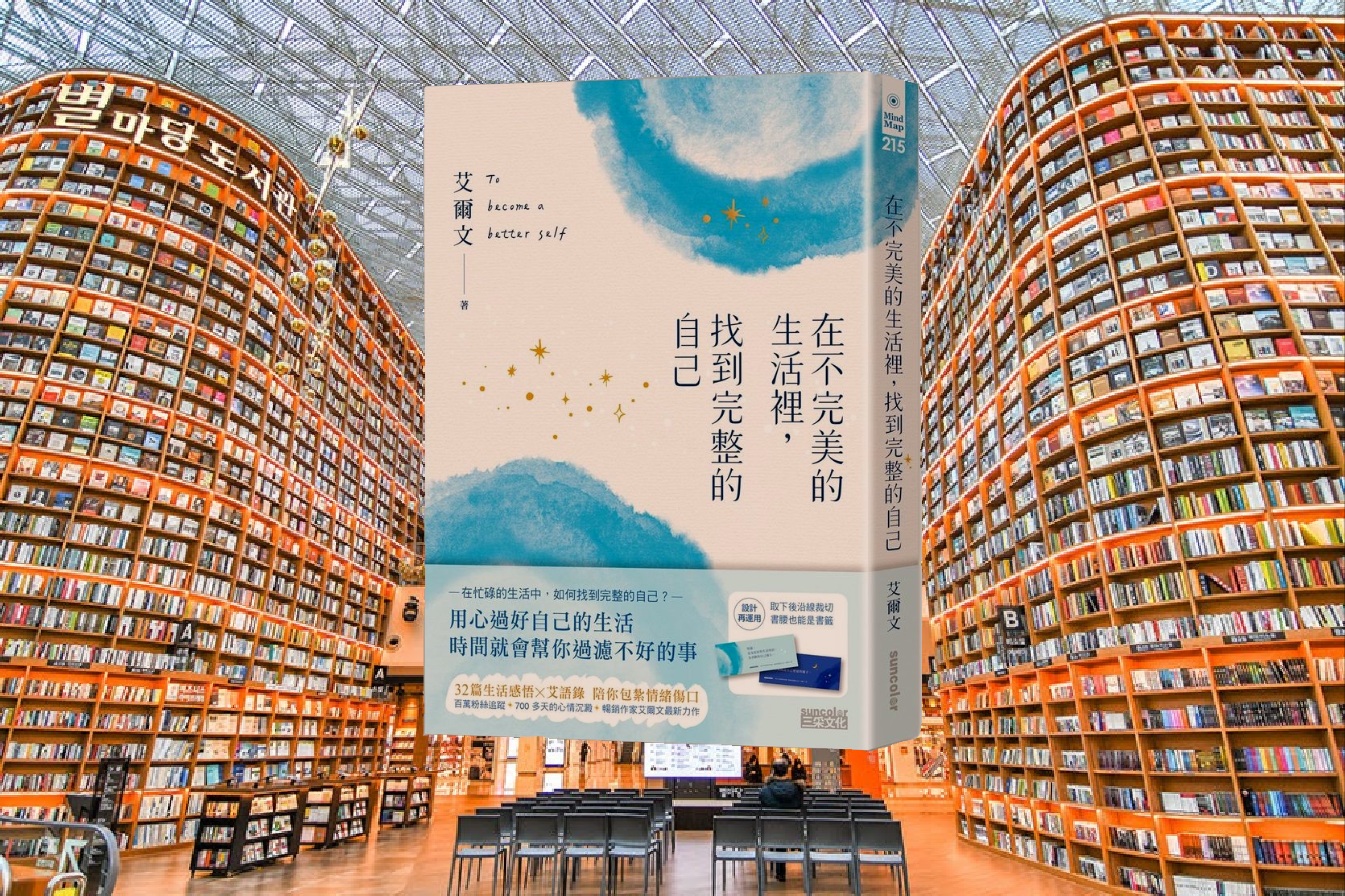 별마당 도서관
Mind
Map
215
艾爾文
著
To
become a
better self
在不完美的
生活裡,
找到完整的
自己
在不完美的生活裡,找到完整的自己
艾爾文
suncolor
—在忙碌的生活中,如何找到完整的自己?—
用心過好自己的生活
時間就會幫你過濾不好的事
32篇生活感悟×艾語錄 陪你包紮情緒傷口
百萬粉絲追蹤+700 多天的心情沉澱+暢銷作家艾爾文最新力作
設計
再運用
取下後沿線裁切
書腰也能是書籤
suncolor
三采文化
A
A
B
별마당